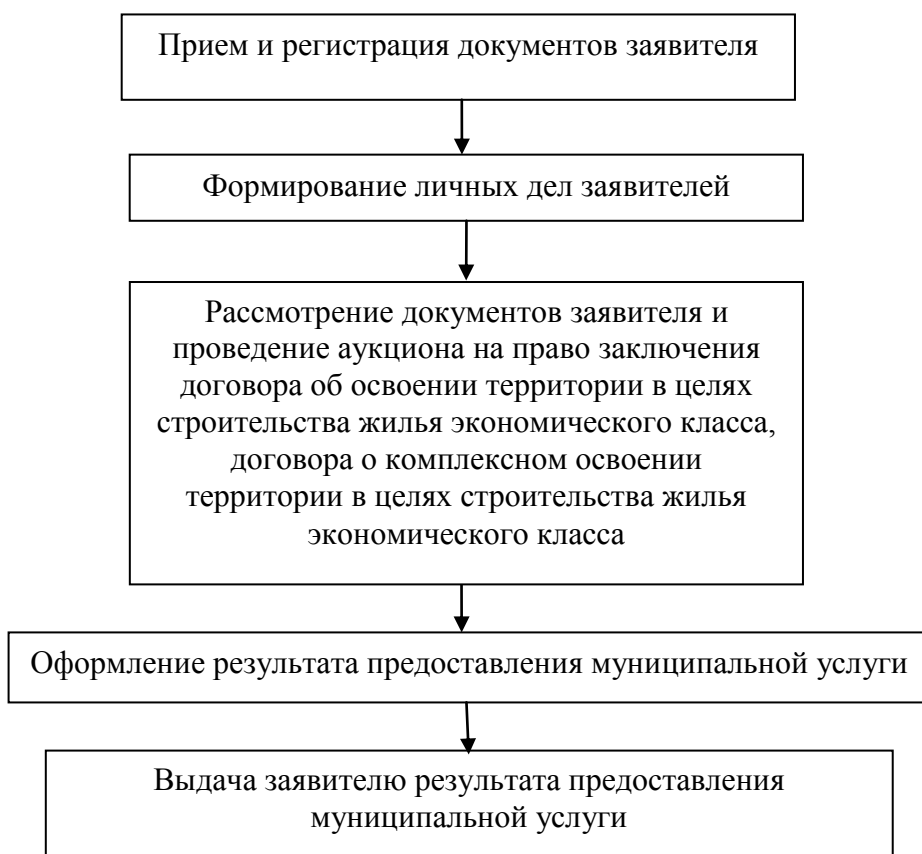 Прием и регистрация документов заявителя
Формирование личных дел заявителей
Рассмотрение документов заявителя и
проведение аукциона на право заключения
договора об освоении территории в целях
строительства жилья экономического класса,
договора о комплексном освоении
территории в целях строительства жилья
экономического класса
Оформление результата предоставления муниципальной услуги
Выдача заявителю результата предоставления
муниципальной услуги